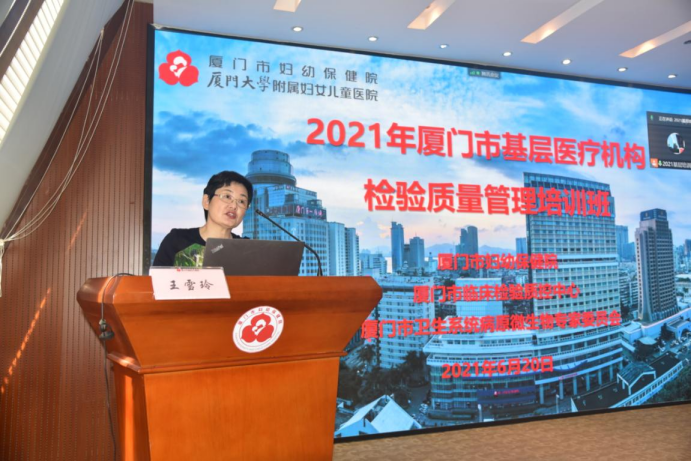 厦门市妇幼保健院
厦門大學附属妇女儿童医院
2021年厦门市基层医疗机构
检验质量管理培训班
厦门市妇幼保健院
厦门市临床检验质控中心
厦门市卫生系统病原微生物专家委员会
2021年6月20日
王雪玲